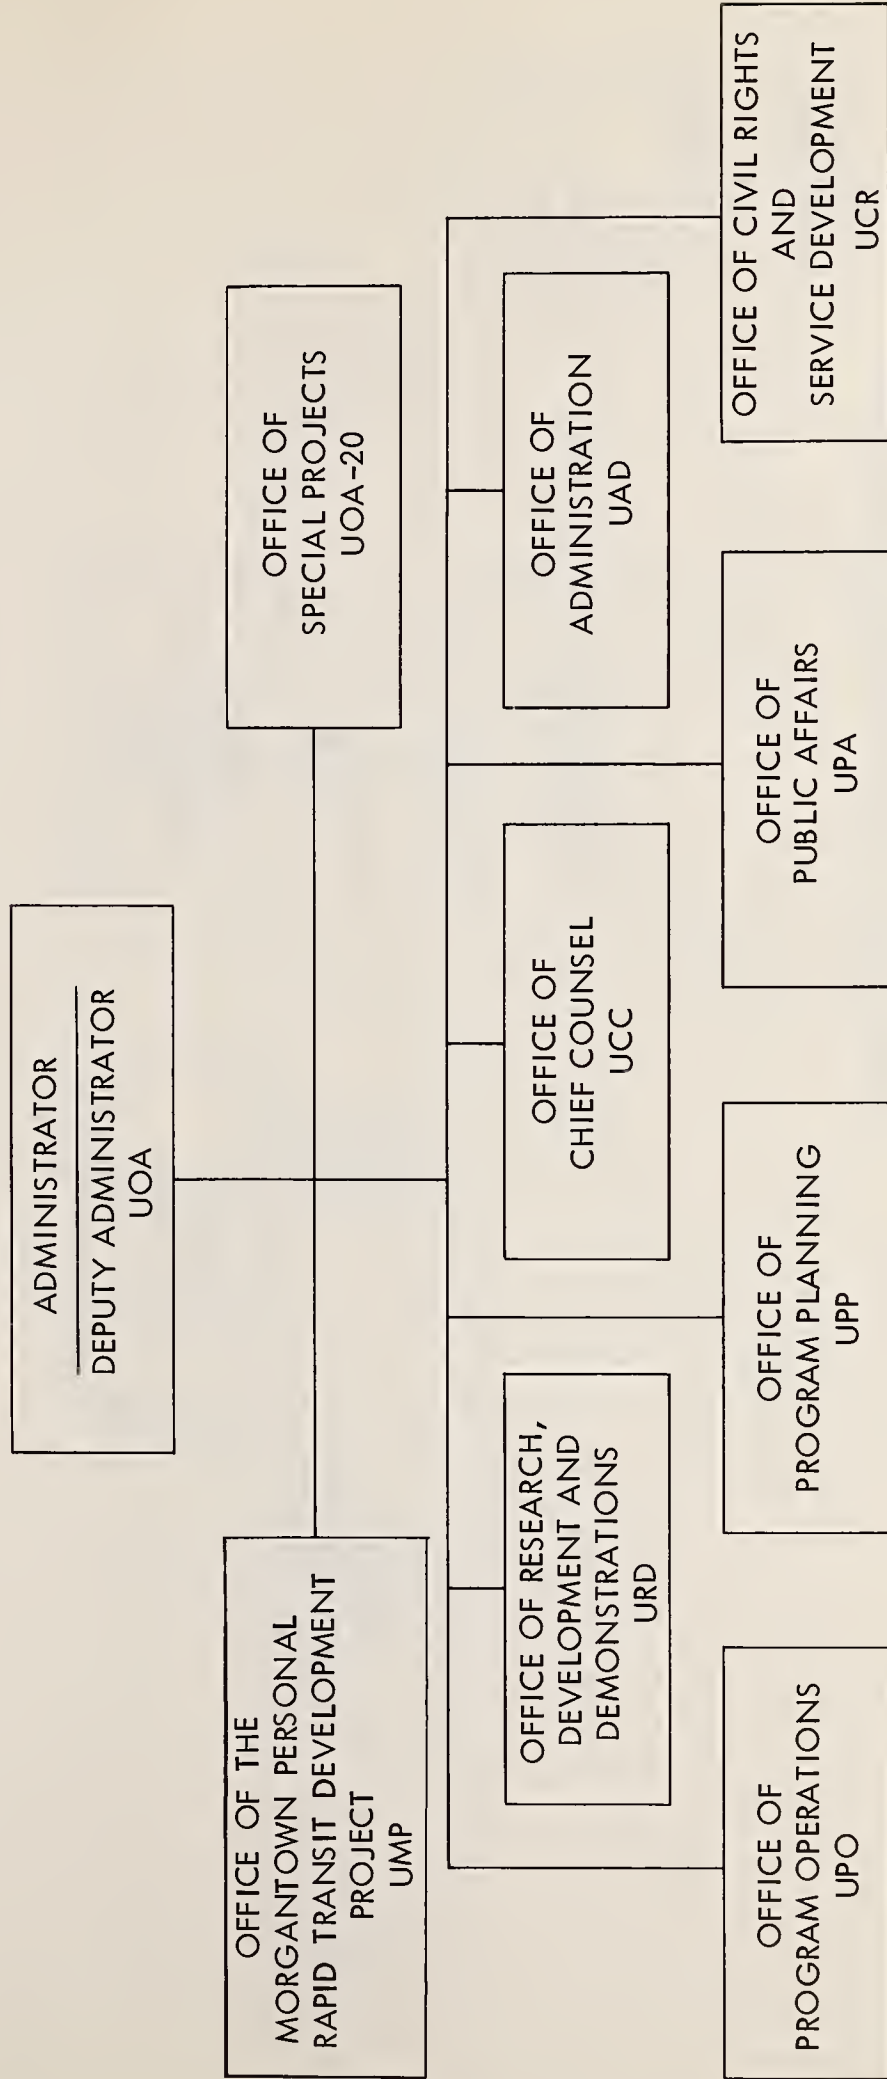 ADMINISTRATOR
DEPUTY ADMINISTRATOR
UOA
OFFICE OF THE
MORGANTOWN PERSONAL
RAPID TRANSIT DEVELOPMENT
PROJECT
UMP
OFFICE OF
SPECIAL PROJECTS
UOA-20
OFFICE OF RESEARCH,
DEVELOPMENT AND
DEMONSTRATIONS
URD
OFFICE OF
CHIEF COUNSEL
UCC
OFFICE OF
ADMINISTRATION
UAD
OFFICE OF
PROGRAM OPERATIONS
UPO
OFFICE OF
PROGRAM PLANNING
UPP
OFFICE OF
PUBLIC AFFAIRS
UPA
OFFICE OF CIVIL RIGHTS
AND
SERVICE DEVELOPMENT
UCR